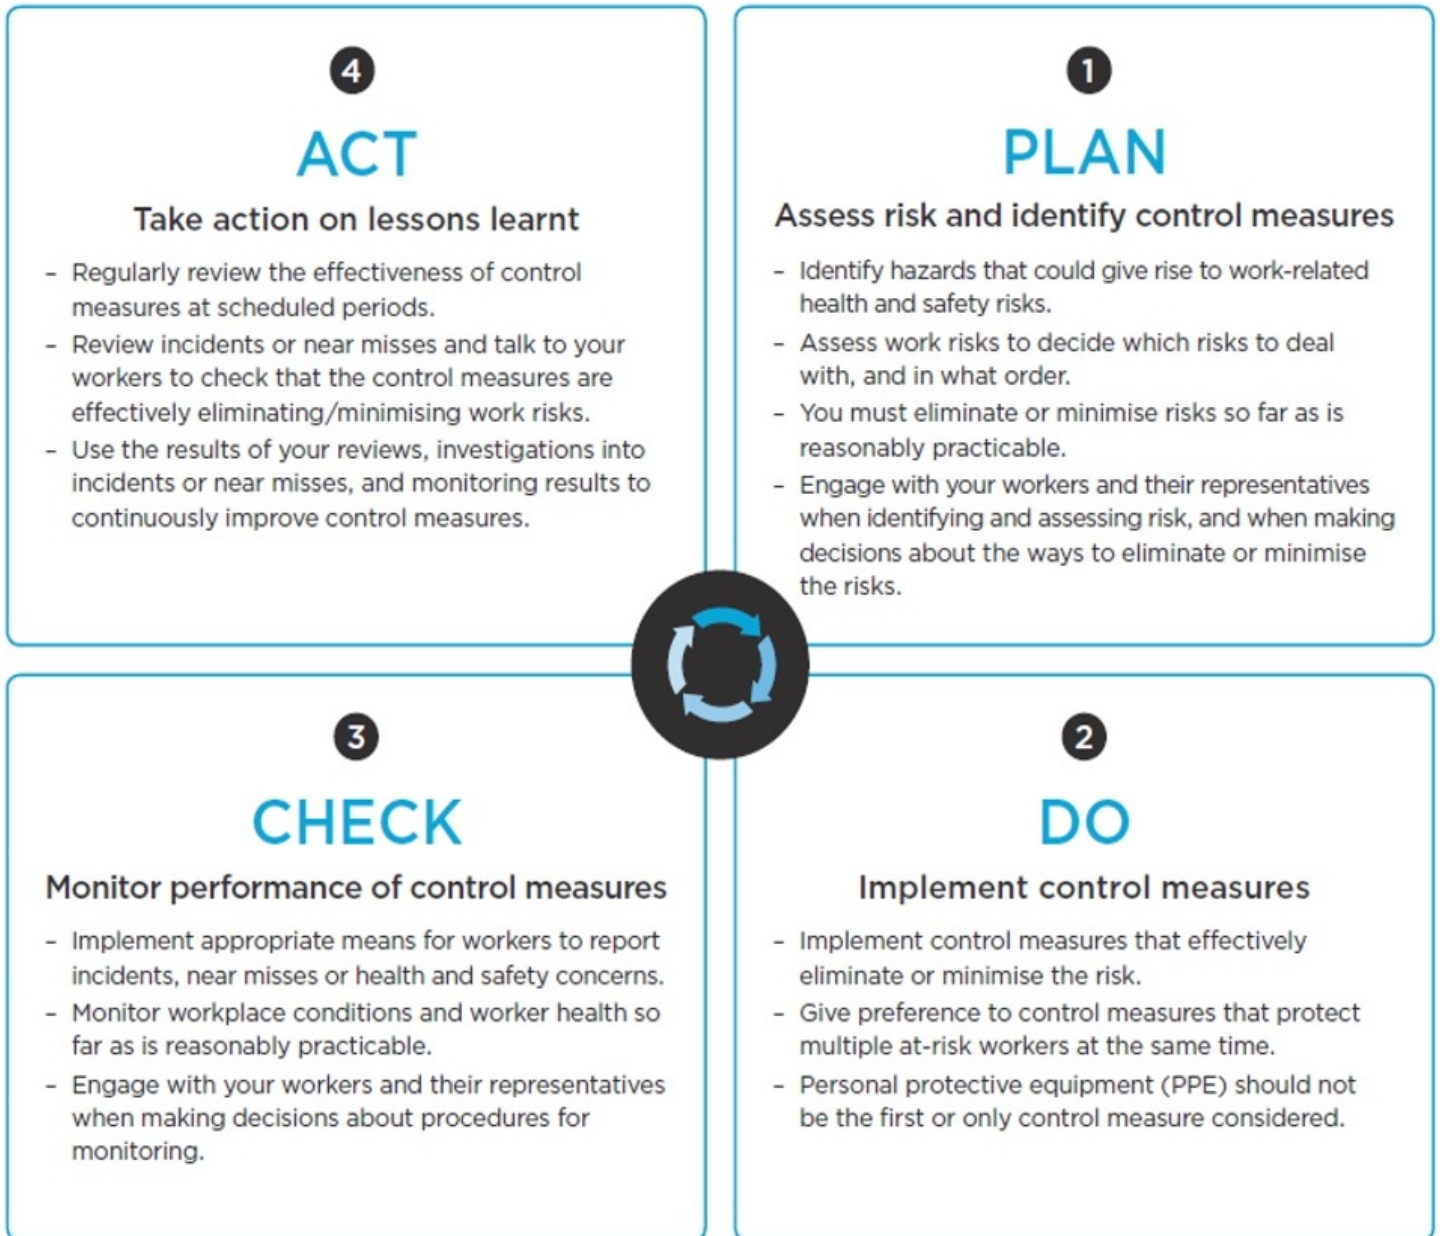 4
ACT
Take action on lessons learnt
– Regularly review the effectiveness of control
measures at scheduled periods.
– Review incidents or near misses and talk to your
workers to check that the control measures are
effectively eliminating/minimising work risks.
– Use the results of your reviews, investigations into
incidents or near misses, and monitoring results to
continuously improve control measures.
1
PLAN
Assess risk and identify control measures
– Identify hazards that could give rise to work-related
health and safety risks.
– Assess work risks to decide which risks to deal
with, and in what order.
– You must eliminate or minimise risks so far as is
reasonably practicable.
– Engage with your workers and their representatives
when identifying and assessing risk, and when making
decisions about the ways to eliminate or minimise
the risks.
3
CHECK
Monitor performance of control measures
– Implement appropriate means for workers to report
incidents, near misses or health and safety concerns.
– Monitor workplace conditions and worker health so
far as is reasonably practicable.
– Engage with your workers and their representatives
when making decisions about procedures for
monitoring.
2
DO
Implement control measures
– Implement control measures that effectively
eliminate or minimise the risk.
– Give preference to control measures that protect
multiple at-risk workers at the same time.
– Personal protective equipment (PPE) should not
be the first or only control measure considered.